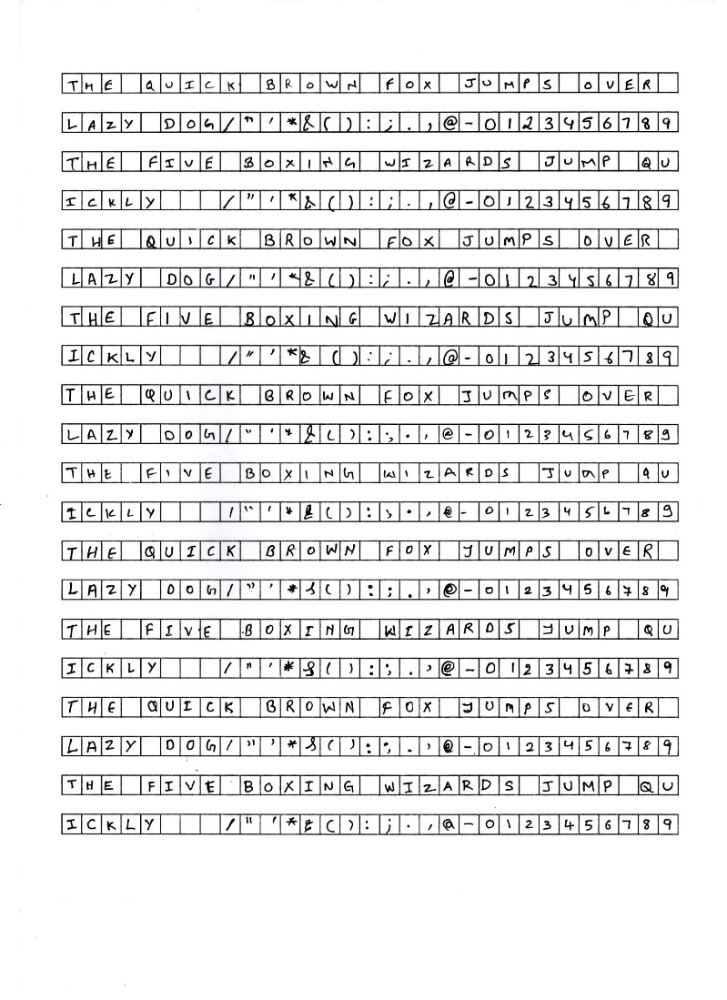 THE QUICK BROWN FOX JUMPS OVER
LAZY DOG/"'*&():;.,@-0123456789
THE FIVE BOXING WIZARDS JUMP QU
ICKLY   /"'*&():;.,@-0123456789
THE QUICK BROWN FOX JUMPS OVER
LAZY DOG/"'*&():;.,@-0123456789
THE FIVE BOXING WIZARDS JUMP QU
ICKLY   /"'*&():;.,@-0123456789
THE QUICK BROWN FOX JUMPS OVER
LAZY DOG/"'*&():;.,@-0123456789
THE FIVE BOXING WIZARDS JUMP QU
ICKLY   /"'*&():;.,@-0123456789
THE QUICK BROWN FOX JUMPS OVER
LAZY DOG/"'*&():;.,@-0123456789
THE FIVE BOXING WIZARDS JUMP QU
ICKLY   /"'*&():;.,@-0123456789
THE QUICK BROWN FOX JUMPS OVER
LAZY DOG/"'*&():;.,@-0123456789
THE FIVE BOXING WIZARDS JUMP QU
ICKLY   /"'*&():;.,@-0123456789